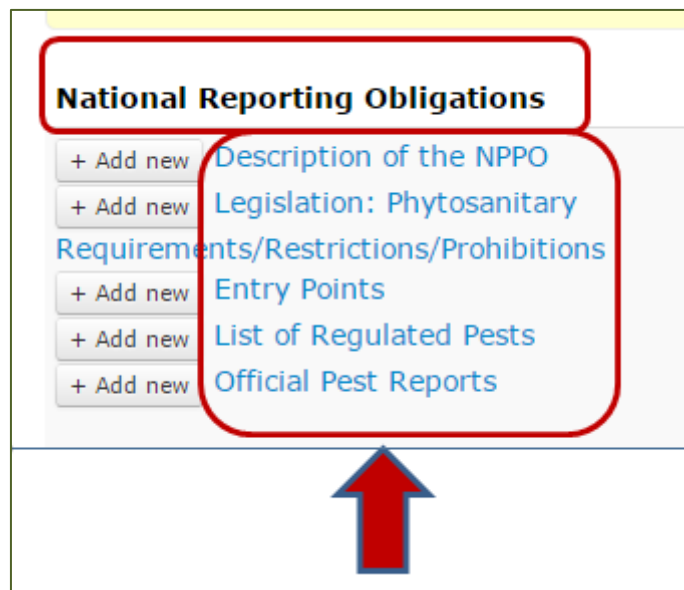 National Reporting Obligations
+ Add new Description of the NPPO
+ Add new Legislation: Phytosanitary
Requirements/Restrictions/Prohibitions
+ Add new Entry Points
+ Add new List of Regulated Pests
+ Add new Official Pest Reports